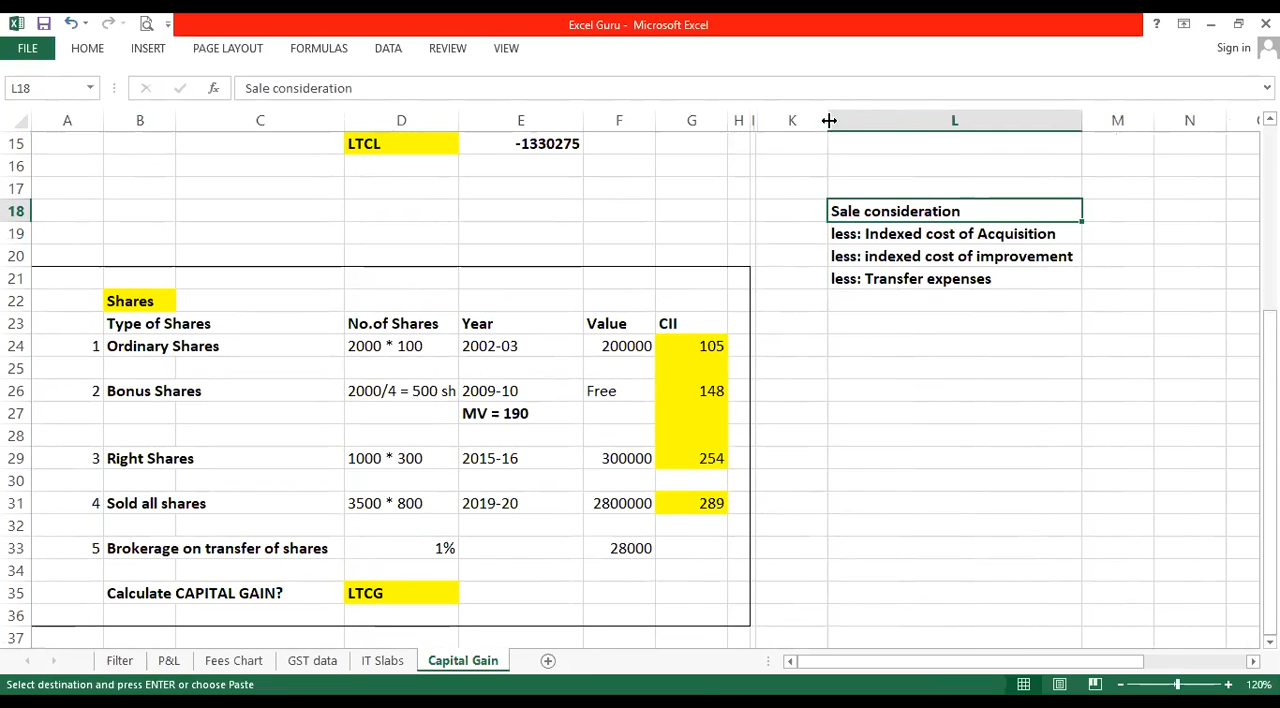 Excel Guru - Microsoft Excel
?
FILE HOME INSERT PAGE LAYOUT FORMULAS DATA REVIEW VIEW Sign in
L18 fx Sale consideration
A B C D E F G H I K L M N
15 LTCL -1330275
16
17
18 Sale consideration
19 less: Indexed cost of Acquisition
20 less: indexed cost of improvement
21 less: Transfer expenses
22 Shares
23 Type of Shares No.of Shares Year Value CII
24 1 Ordinary Shares 2000 * 100 2002-03 200000 105
25
26 2 Bonus Shares 2000/4 = 500 sh 2009-10 Free 148
27 MV = 190
28
29 3 Right Shares 1000 * 300 2015-16 300000 254
30
31 4 Sold all shares 3500 * 800 2019-20 2800000 289
32
33 5 Brokerage on transfer of shares 1% 28000
34
35 Calculate CAPITAL GAIN? LTCG
36
37
Filter P&L Fees Chart GST data IT Slabs Capital Gain
Select destination and press ENTER or choose Paste 120%